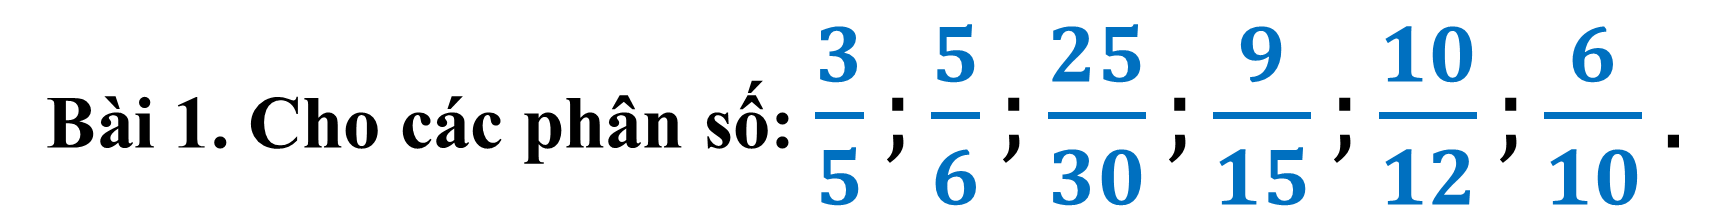 Bài 1. Cho các phân số: 3/5 ; 5/6 ; 25/30 ; 9/15 ; 10/12 ; 6/10 .